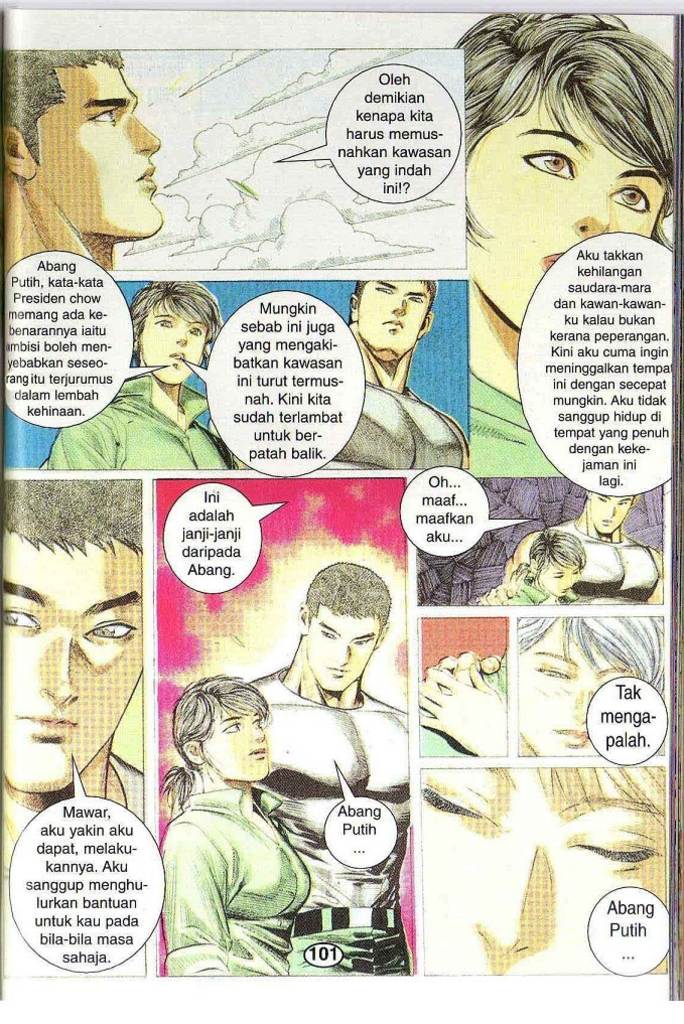 Oleh
demikian
kenapa kita
harus memus-
nahkan kawasan
yang indah
ini!?
Aku takkan
kehilangan
saudara-mara
dan kawan-kawan-
ku kalau bukan
kerana peperangan.
Kini aku cuma ingin
meninggalkan tempat
ini dengan secepat
mungkin. Aku tidak
sanggup hidup di
tempat yang penuh
dengan keke-
jaman ini
lagi.
Abang
Putih, kata-kata
Presiden chow
memang ada ke-
benarannya iaitu
ambisi boleh men-
yebabkan seseo-
rang itu terjurumus
dalam lembah
kehinaan.
Mungkin
sebab ini juga
yang mengaki-
batkan kawasan
ini turut termus-
nah. Kini kita
sudah terlambat
untuk ber-
patah balik.
Mawar,
aku yakin aku
dapat, melaku-
kannya. Aku
sanggup menghu-
lurkan bantuan
untuk kau pada
bila-bila masa
sahaja.
Ini
adalah
janji-janji
daripada
Abang.
Abang
Putih
...
Oh...
maaf...
maafkan
aku...
Tak
menga-
palah.
Abang
Putih
...
101